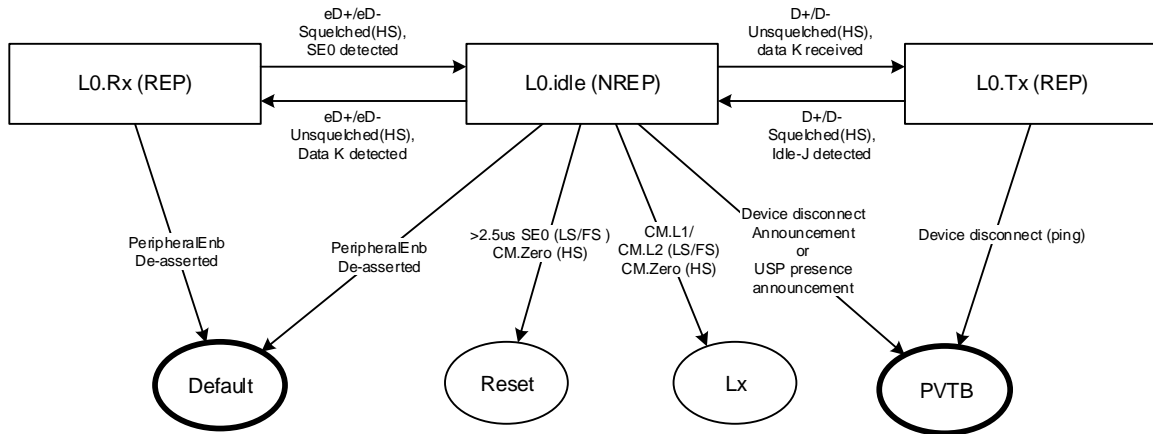 eD+/eD-
Squelched(HS),
SE0 detected
D+/D-
Unsquelched(HS),
data K received
L0.Rx (REP)
L0.idle (NREP)
L0.Tx (REP)
eD+/eD-
Unsquelched(HS),
Data K detected
D+/D-
Squelched(HS)
Idle-J detected
PeripheralEnb
De-asserted
PeripheralEnb
De-asserted
>2.5us SE0 (LS/FS )
CM.Zero (HS)
CM.L1/
CM.L2 (LS/FS)
CM.Zero (HS)
Device disconnect
Announcement
or
USP presence
announcement
Device disconnect (ping)
Default
Reset
Lx
PVTB